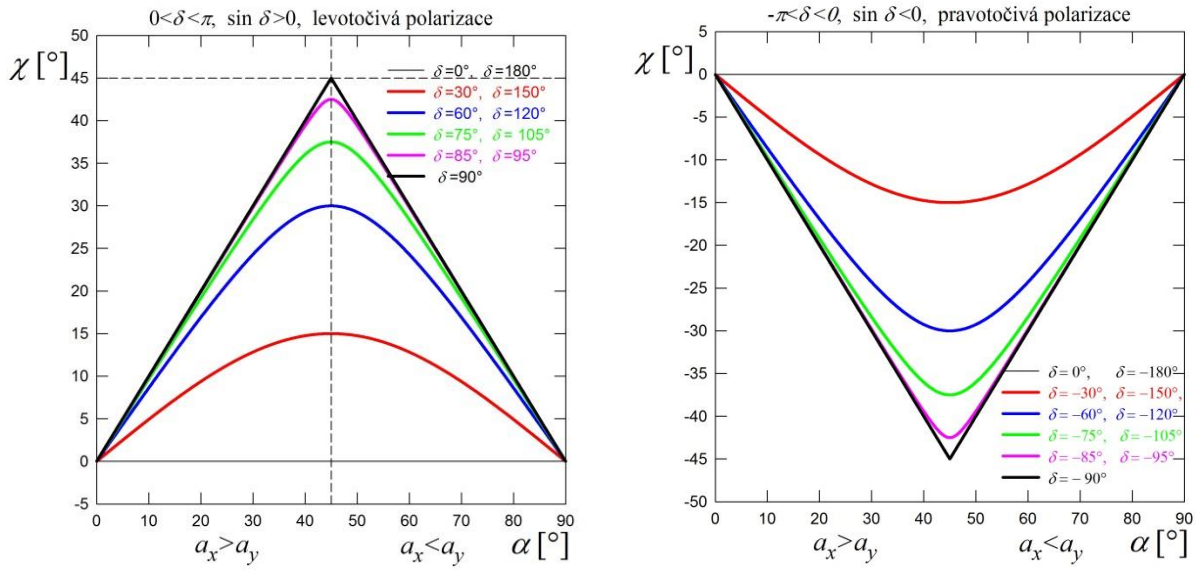 0<δ<π, sin δ>0, levotočivá polarizace
χ [°]
50
45
40
35
30
25
20
15
10
5
0
-5
δ=0°, δ=180°
δ=30°, δ=150°
δ=60°, δ=120°
δ=75°, δ= 105°
δ=85°, δ=95°
δ=90°
0 10 20 30 40 50 60 70 80 90
aₓ>a_y aₓ<a_y α [°]
-π<δ<0, sin δ<0, pravotočivá polarizace
χ [°]
5
0
-5
-10
-15
-20
-25
-30
-35
-40
-45
-50
δ= 0°, δ= −180°
δ= −30°, δ= −150°,
δ= −60°, δ= −120°
δ= −75° δ= −105°
δ= −85°, δ= −95°
δ= − 90°
0 10 20 30 40 50 60 70 80 90
aₓ>a_y aₓ<a_y α [°]